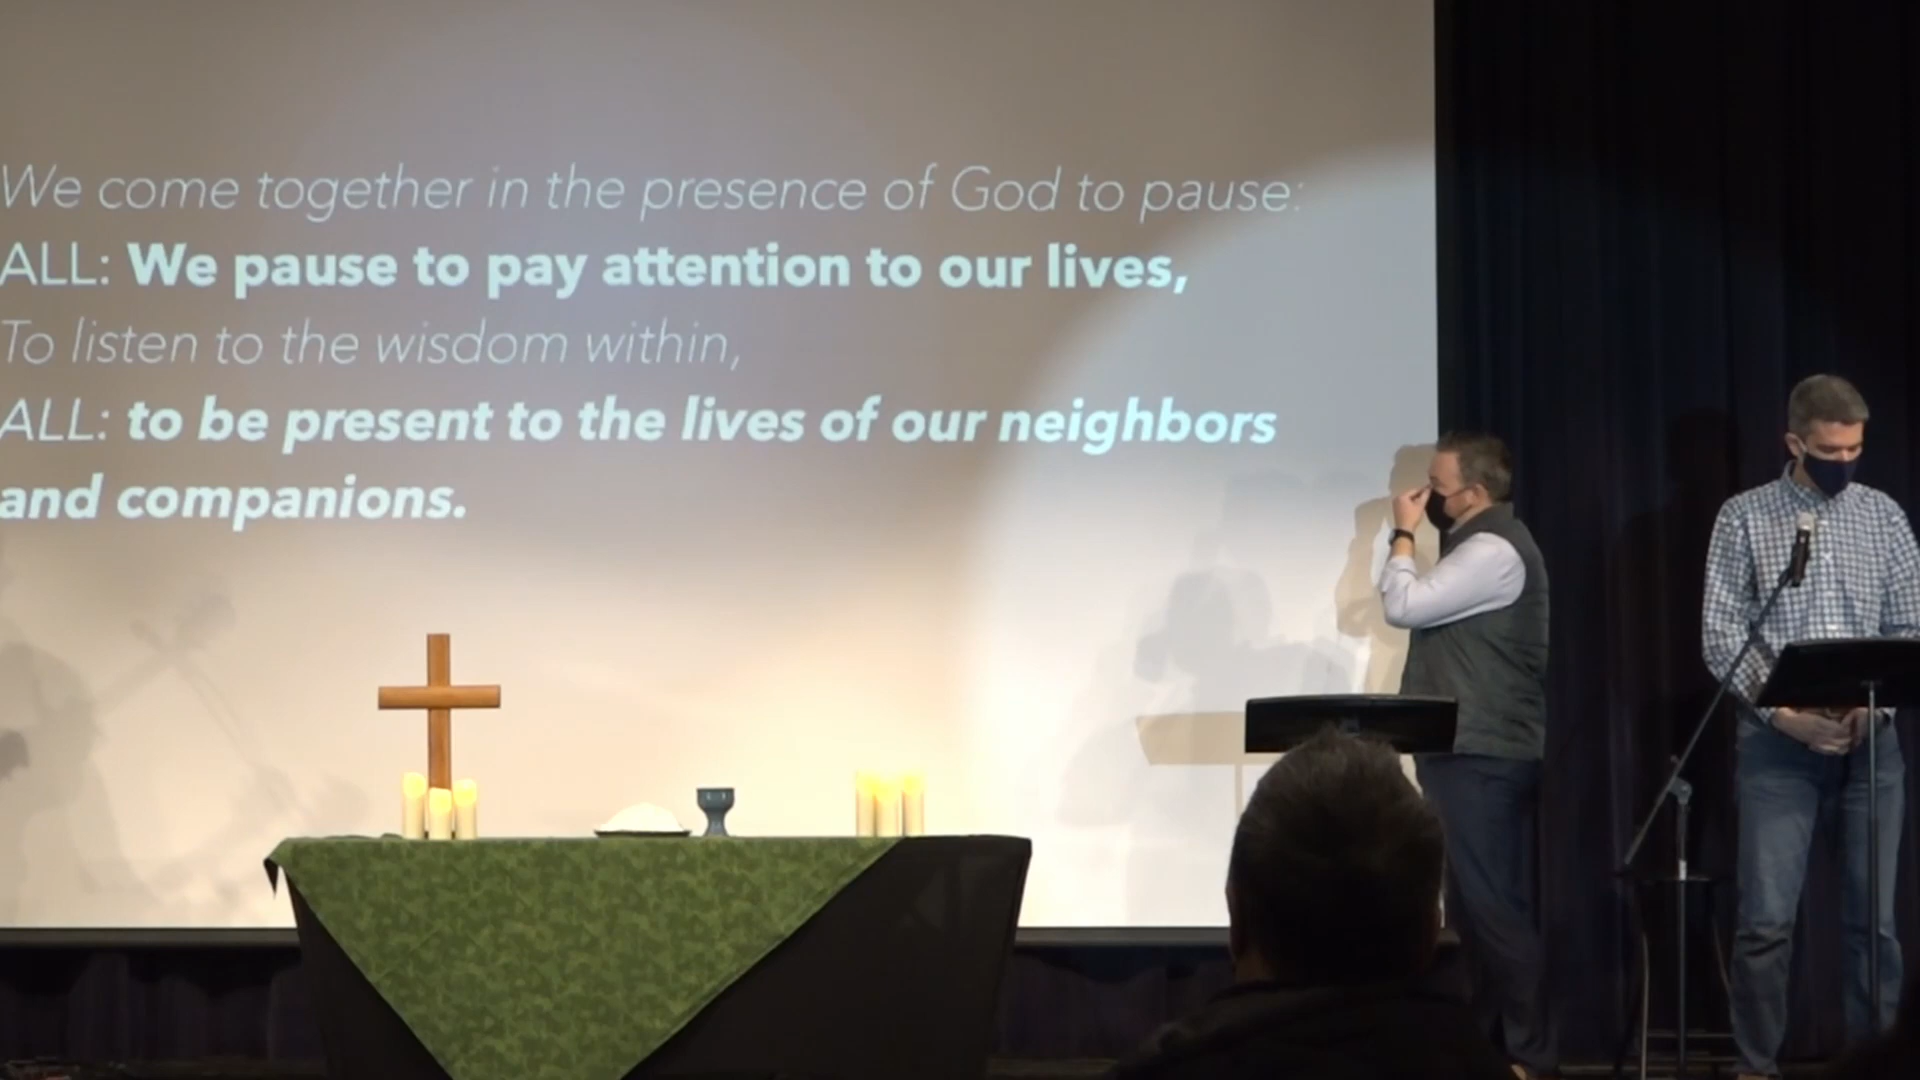 We come together in the presence of God to pause:
ALL: We pause to pay attention to our lives,
To listen to the wisdom within,
ALL: to be present to the lives of our neighbors
and companions.